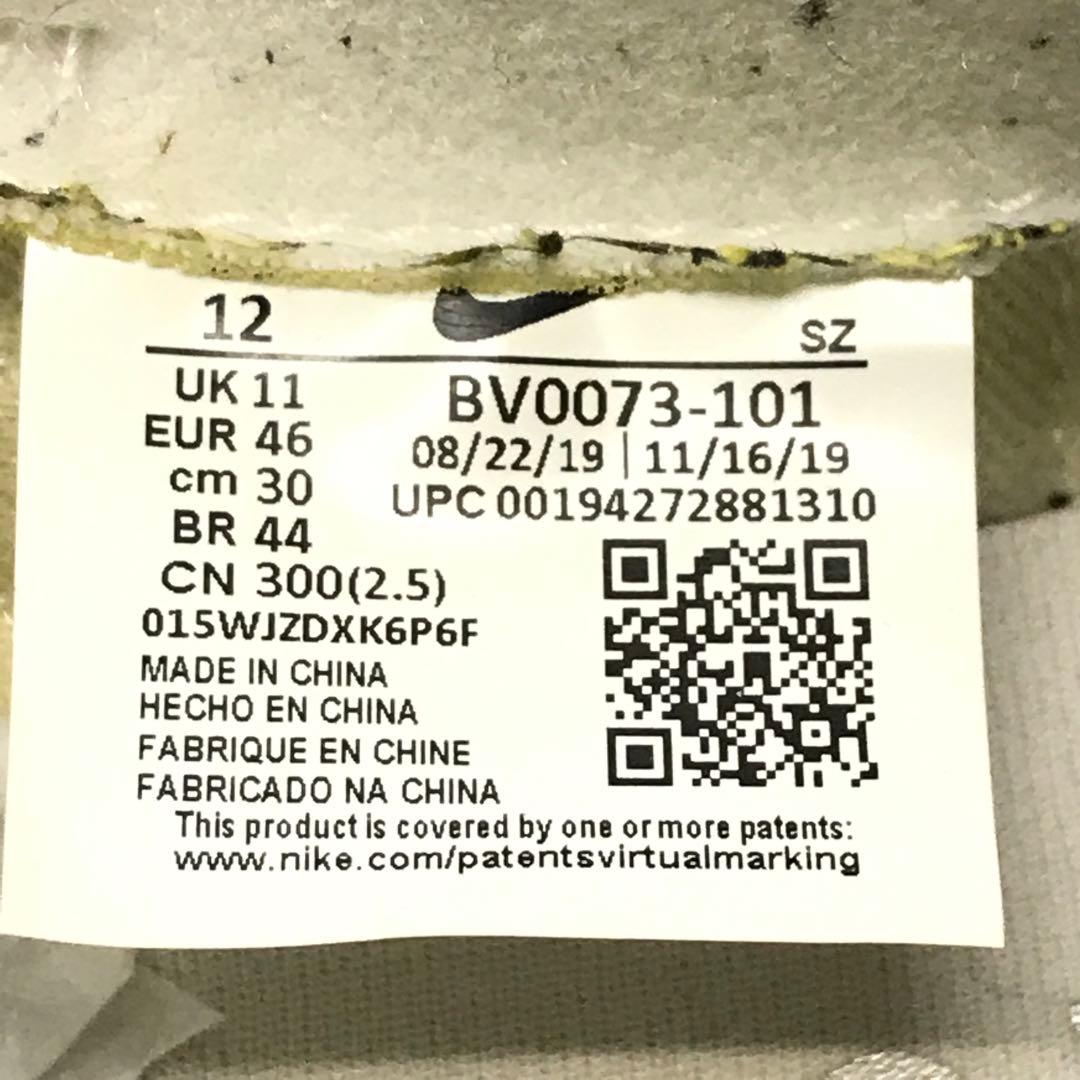 12 SZ
UK 11 BV0073-101
EUR 46 08/22/19 | 11/16/19
cm 30 UPC 00194272881310
BR 44
CN 300(2.5)
015WJZDXK6P6F
MADE IN CHINA
HECHO EN CHINA
FABRIQUE EN CHINE
FABRICADO NA CHINA
This product is covered by one or more patents:
www.nike.com/patentsvirtualmarking